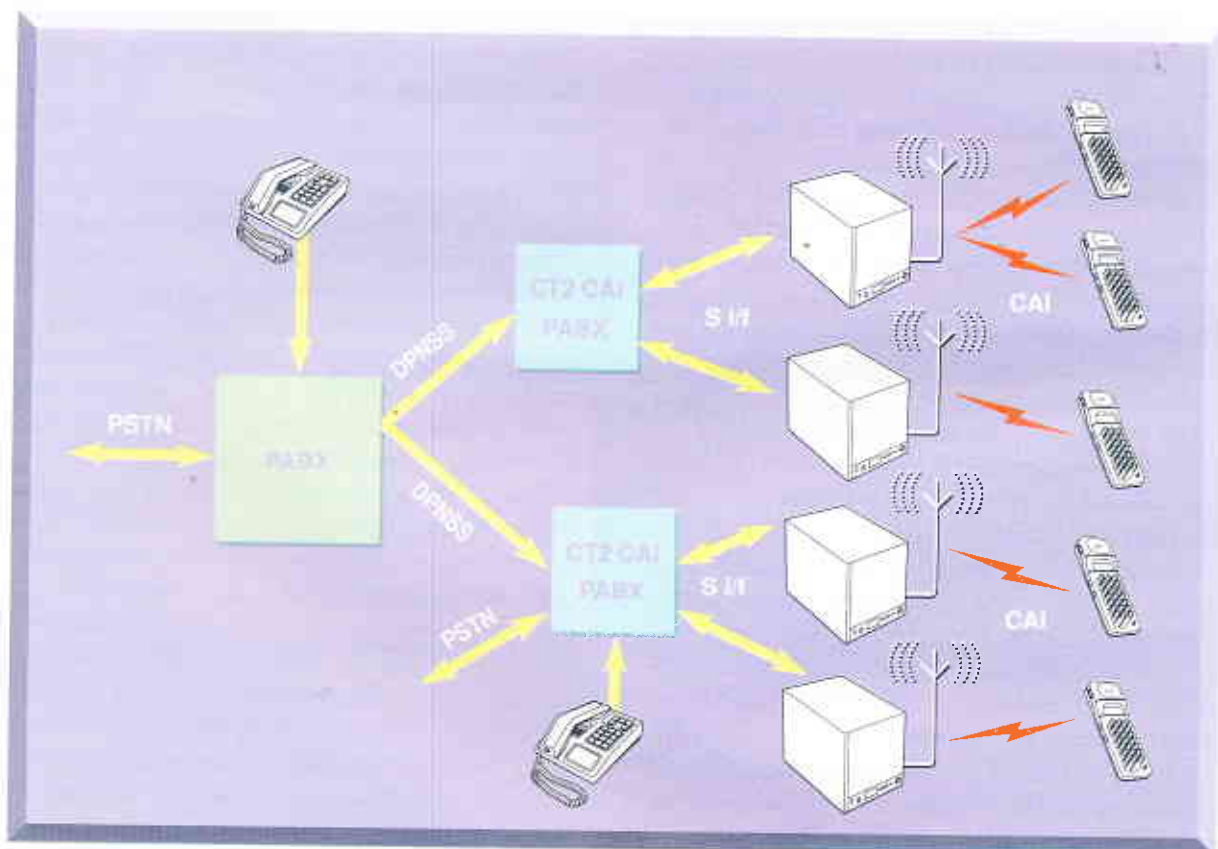 CT2 CAI
PABX
S i/f
CAI
DPNSS
PSTN
PABX
DPNSS
CT2 CAI
PABX
S i/f
CAI
PSTN